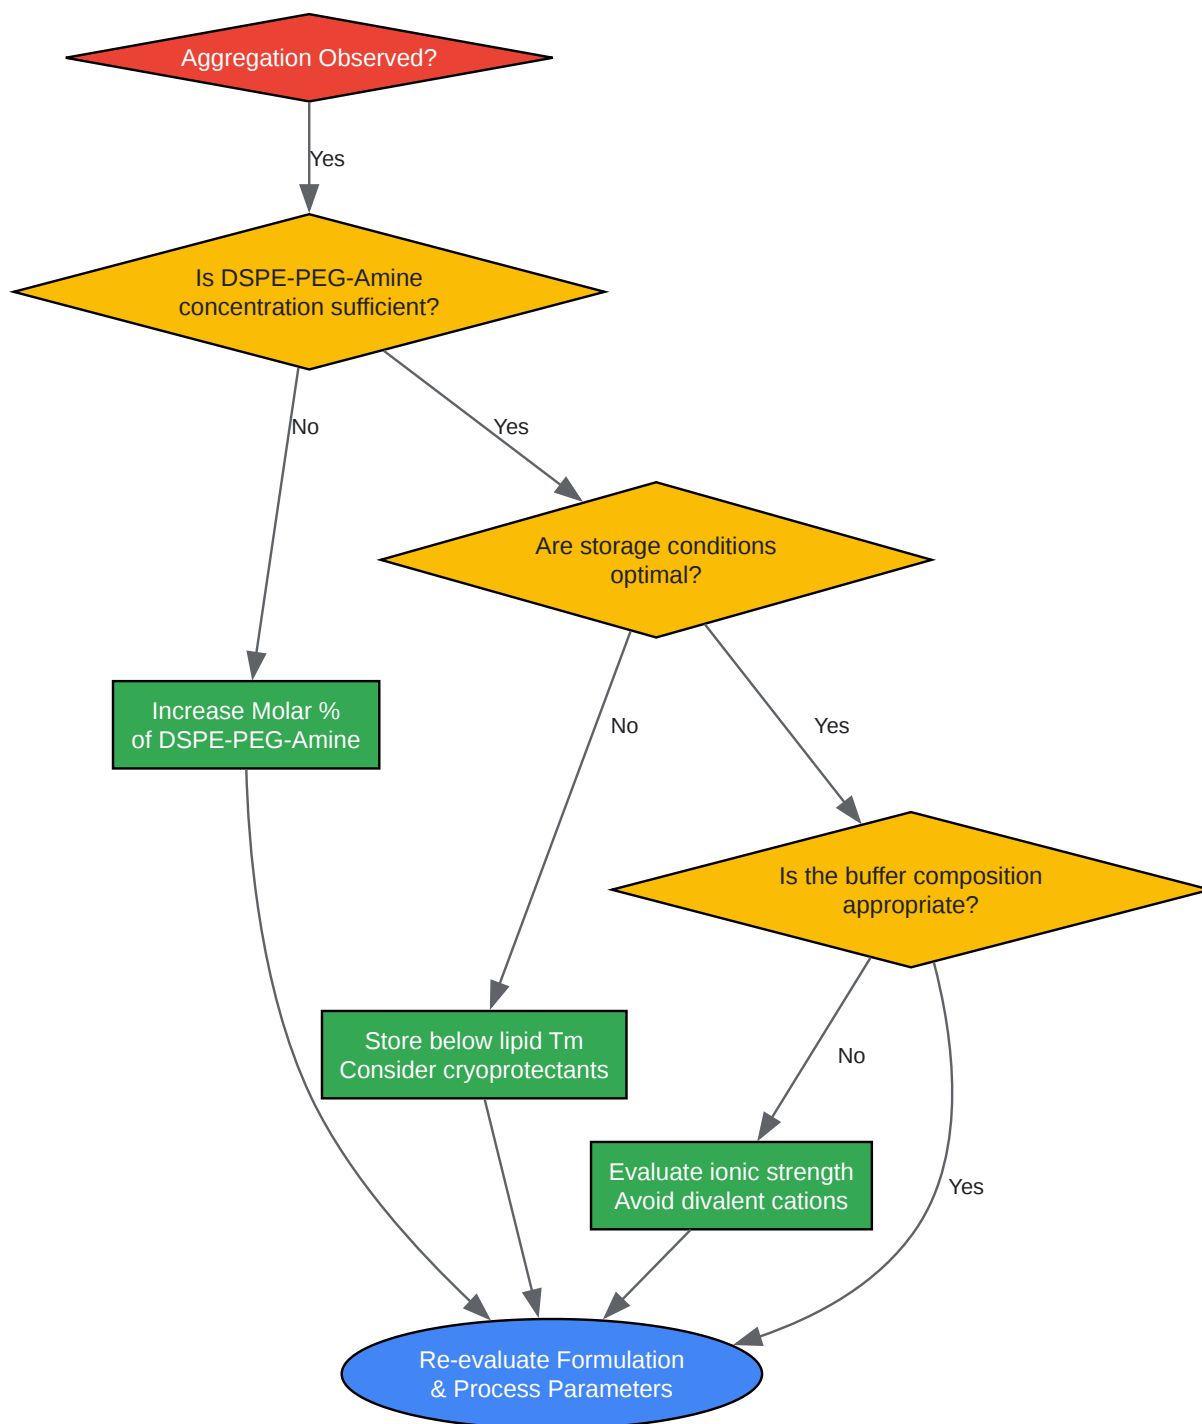 Aggregation Observed?
Yes
Is DSPE-PEG-Amine
concentration sufficient?
No
Yes
Are storage conditions
optimal?
Increase Molar %
of DSPE-PEG-Amine
No
Yes
Is the buffer composition
appropriate?
Store below lipid Tm
Consider cryoprotectants
No
Evaluate ionic strength
Avoid divalent cations
Yes
Re-evaluate Formulation
& Process Parameters